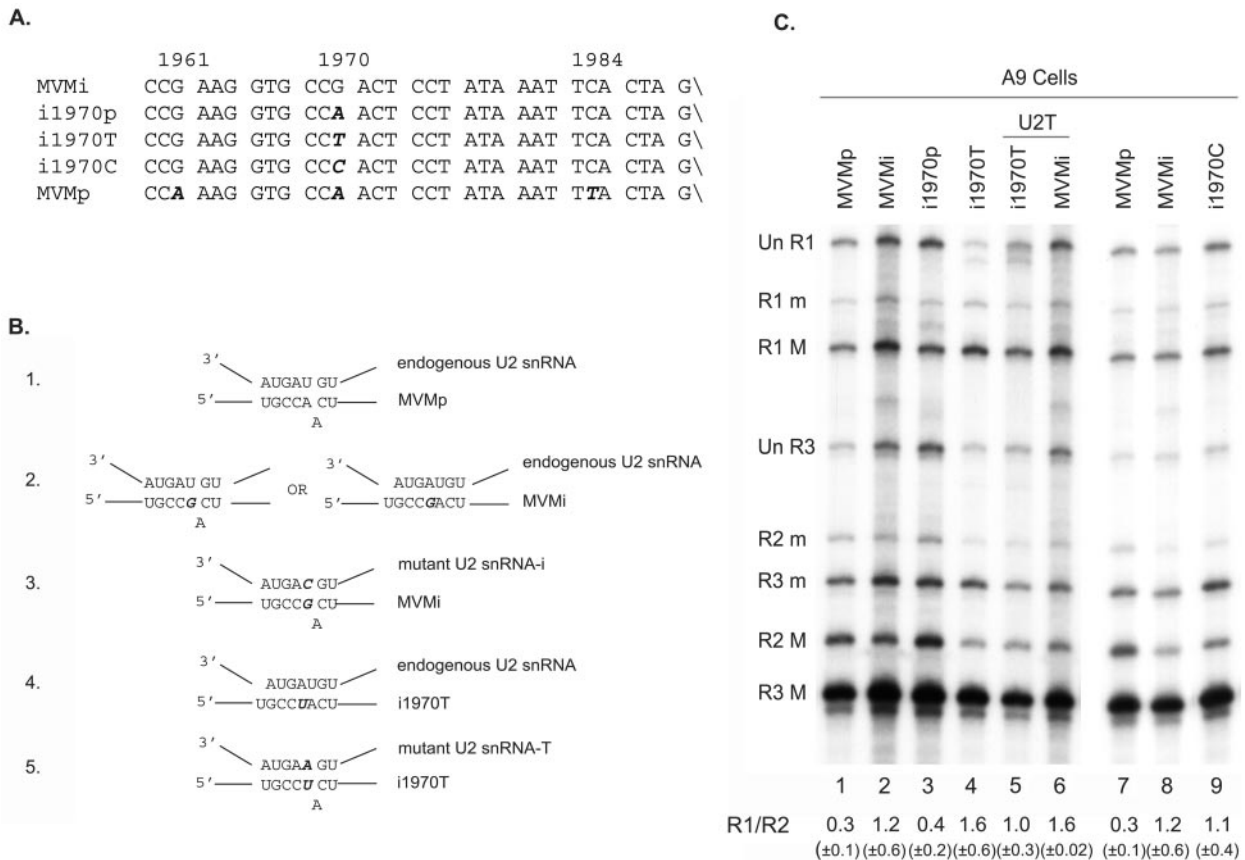 A.
1961 1970 1984
MVMi CCG AAG GTG CCG ACT CCT ATA AAT TCA CTAG G\
i1970p CCG AAG GTG CCA ACT CCT ATA AAT TCA CTAG G\
i1970T CCG AAG GTG CCT ACT CCT ATA AAT TCA CTAG G\
i1970C CCG AAG GTG CCC ACT CCT ATA AAT TCA CTAG G\
MVMp CCA AAG GTG CCA ACT CCT ATA AAT TTA CTAG G\
B.
1.
3’
AUGAU GU endogenous U2 snRNA
5’ UGCCA CU MVMp
A
2.
3’ 3’
AUGAU GU AUGAUGU endogenous U2 snRNA
5’ UGCCG CU OR 5’ UGCCGACU MVMi
A
3.
3’
AUGAC GU mutant U2 snRNA-i
5’ UGCCG CU MVMi
A
4.
3’
AUGAUGU endogenous U2 snRNA
5’ UGCCUACU i1970T
5.
3’
AUGAA GU mutant U2 snRNA-T
5’ UGCCU CU i1970T
A
C.
A9 Cells
U2T
MVMp MVMi i1970p i1970T i1970T MVMi MVMp MVMi i1970C
Un R1
R1 m
R1 M
Un R3
R2 m
R3 m
R2 M
R3 M
1 2 3 4 5 6 7 8 9
R1/R2 0.3 1.2 0.4 1.6 1.0 1.6 0.3 1.2 1.1
(±0.1) (±0.6) (±0.2) (±0.6) (±0.3) (±0.02) (±0.1) (±0.6) (±0.4)